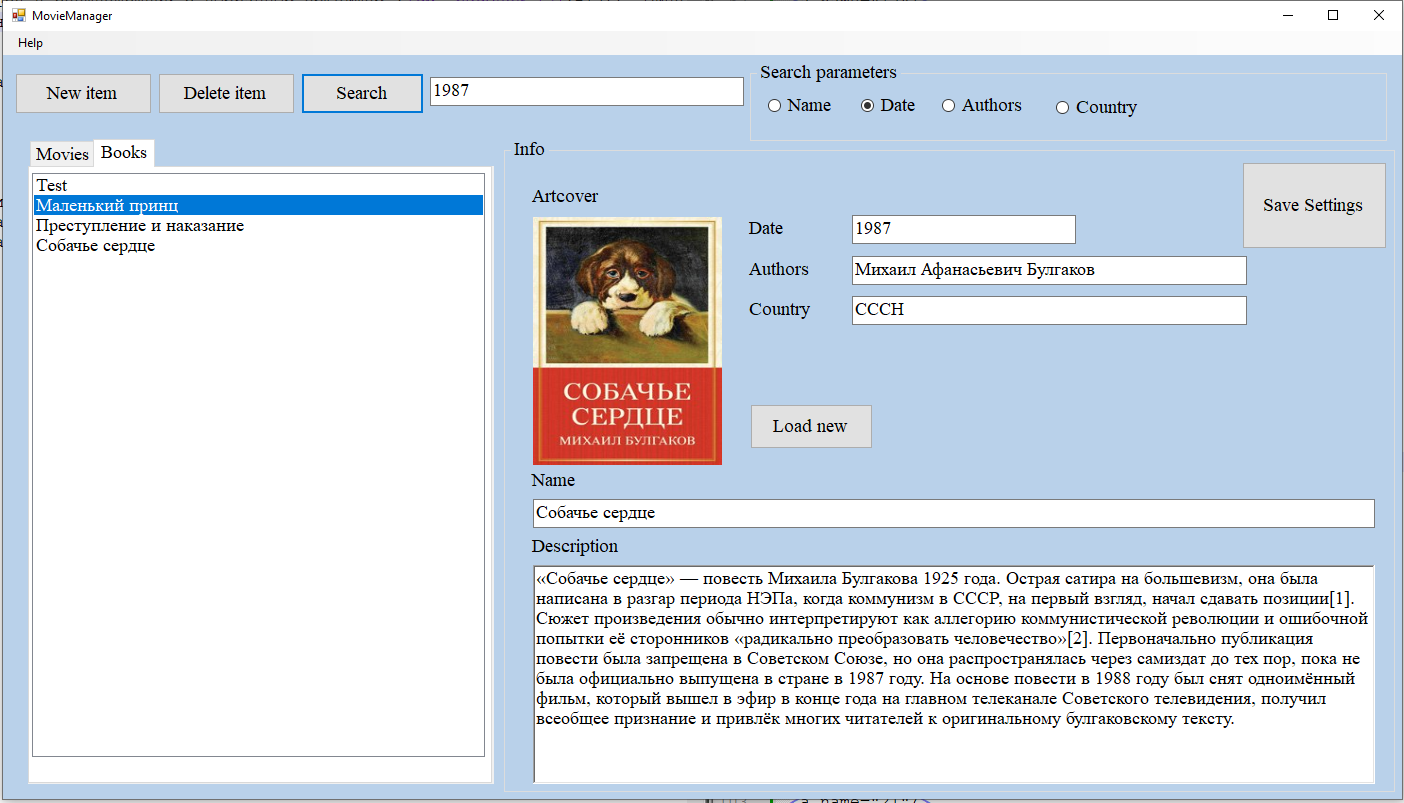 MovieManager
Help
New item
Delete item
Search
1987
Search parameters
Name
Date
Authors
Country
Movies
Books
Test
Маленький принц
Преступление и наказание
Собачье сердце
Info
Artcover
СОБАЧЬЕ
СЕРДЦЕ
МИХАИЛ БУЛГАКОВ
Date
1987
Authors
Михаил Афанасьевич Булгаков
Country
СССН
Save Settings
Load new
Name
Собачье сердце
Description
«Собачье сердце» — повесть Михаила Булгакова 1925 года. Острая сатира на большевизм, она была
написана в разгар периода НЭПа, когда коммунизм в СССР, на первый взгляд, начал сдавать позиции[1].
Сюжет произведения обычно интерпретируют как аллегорию коммунистической революции и ошибочной
попытки её сторонников «радикально преобразовать человечество»[2]. Первоначально публикация
повести была запрещена в Советском Союзе, но она распространялась через самиздат до тех пор, пока не
была официально выпущена в стране в 1987 году. На основе повести в 1988 году был снят одноимённый
фильм, который вышел в эфир в конце года на главном телеканале Советского телевидения, получил
всеобщее признание и привлёк многих читателей к оригинальному булгаковскому тексту.